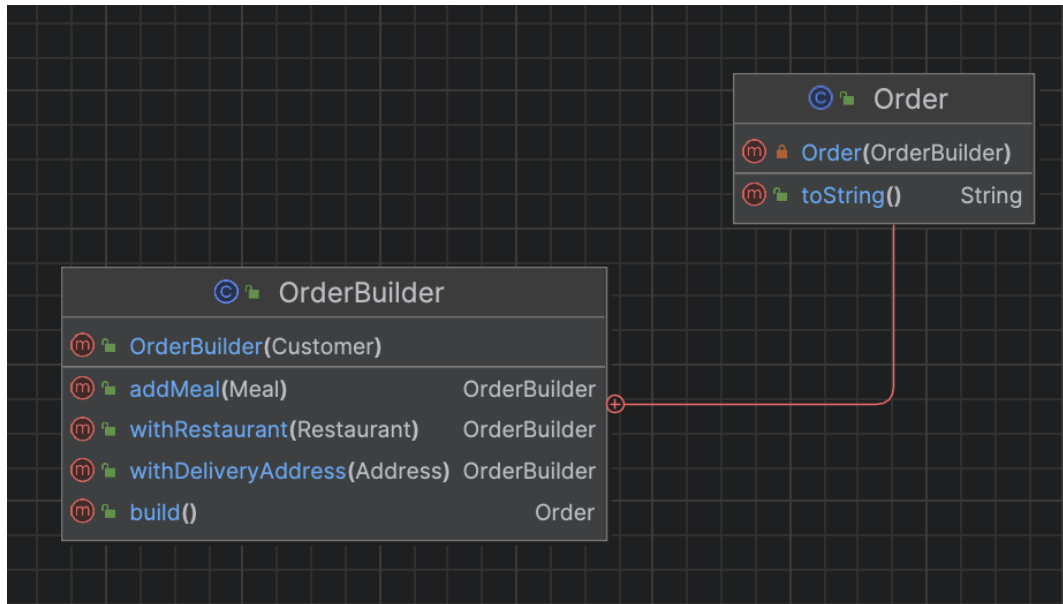 Order
Order(OrderBuilder)
toString() String
OrderBuilder
OrderBuilder(Customer)
addMeal(Meal) OrderBuilder
withRestaurant(Restaurant) OrderBuilder
withDeliveryAddress(Address) OrderBuilder
build() Order